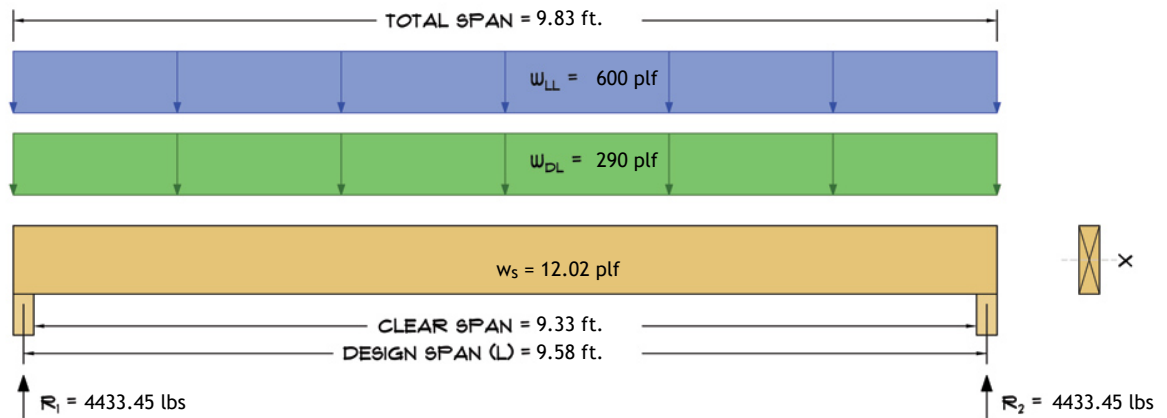 TOTAL SPAN = 9.83 ft.
WLL = 600 plf
WDL = 290 plf
ws = 12.02 plf
X
CLEAR SPAN = 9.33 ft.
DESIGN SPAN (L) = 9.58 ft.
R1 = 4433.45 lbs
R2 = 4433.45 lbs